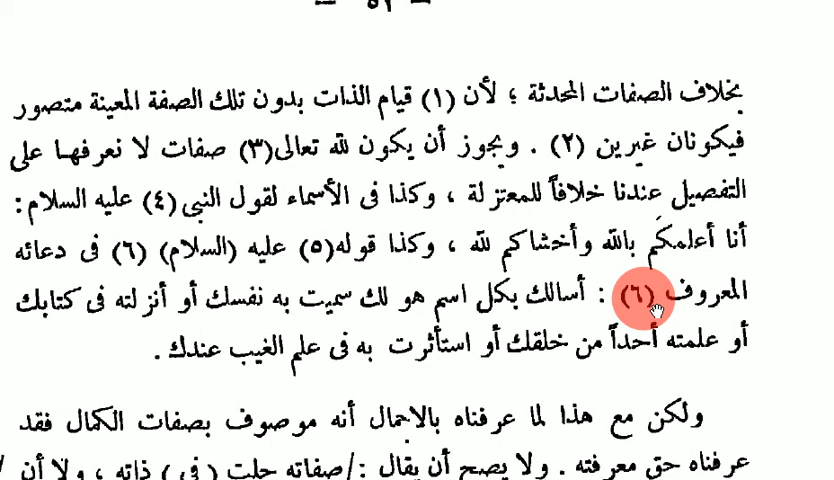 — ٥٢ —
بخلاف الصفات المحدثة ؛ لأن (١) قيام الذات بدون تلك الصفة المعينة متصور
فيكونان غيرين (٢) . ويجوز أن يكون لله تعالى(٣) صفات لا نعرفها على
التفصيل عندنا خلافاً للمعتزلة ، وكذا فى الأسماء لقول النبى (٤) عليه السلام :
أنا أعلمكم بالله وأخشاكم لله ، وكذا قوله(٥) عليه (السلام) (٦) فى دعائه
المعروف (٦) : أسالك بكل اسم هو لك سميت به نفسك أو أنزلته فى كتابك
أو علمته أحداً من خلقك أو استأثرت به فى علم الغيب عندك .
ولكن مع هذا لما عرفناه بالاجمال أنه موصوف بصفات الكمال فقد
عرفناه حق معرفته . ولا يصح أن يقال : /صفاته حلت ( فى ) ذاته ، ولا أن